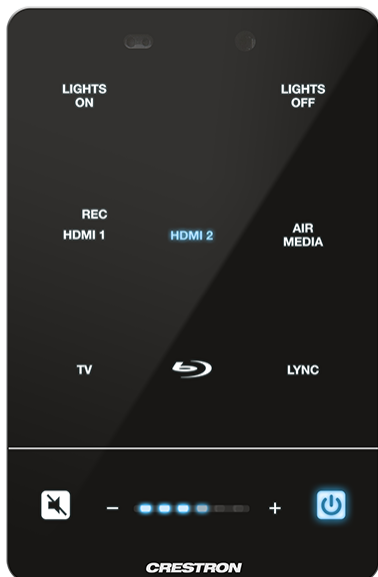 LIGHTS
ON
LIGHTS
OFF
REC
HDMI 1
HDMI 2
AIR
MEDIA
TV
LYNC
-
+
CRESTRON